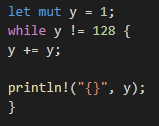 let mut y = 1;
while y != 128 {
y += y;

println!("{}", y);
}